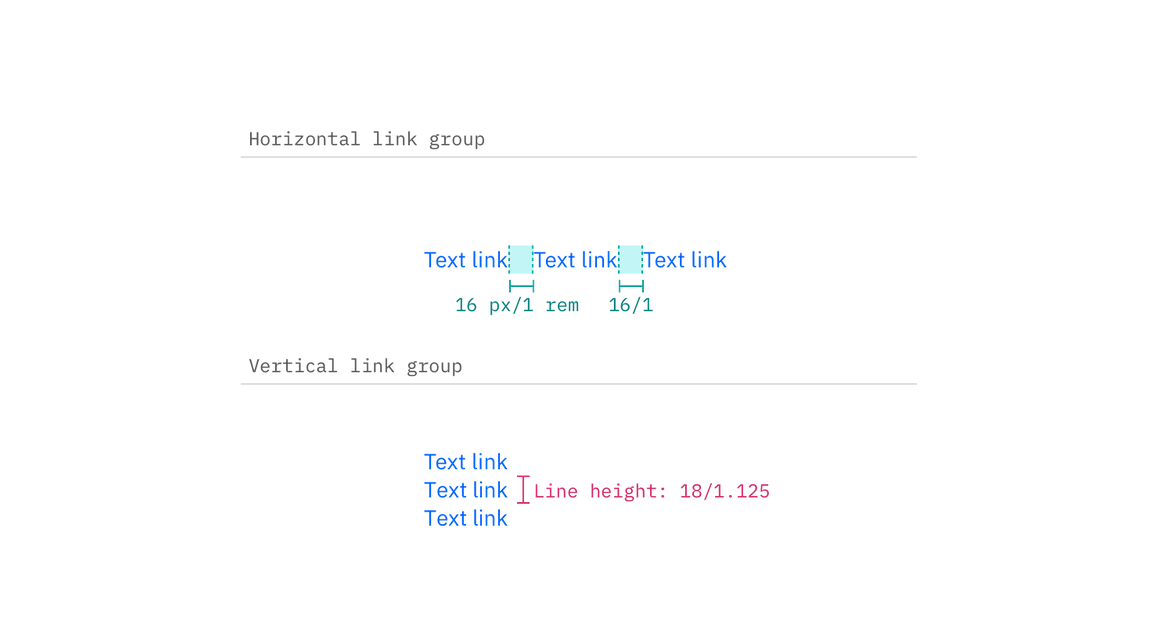 Horizontal link group
Text link Text link Text link
16 px/1 rem 16/1
Vertical link group
Text link
Text link Line height: 18/1.125
Text link